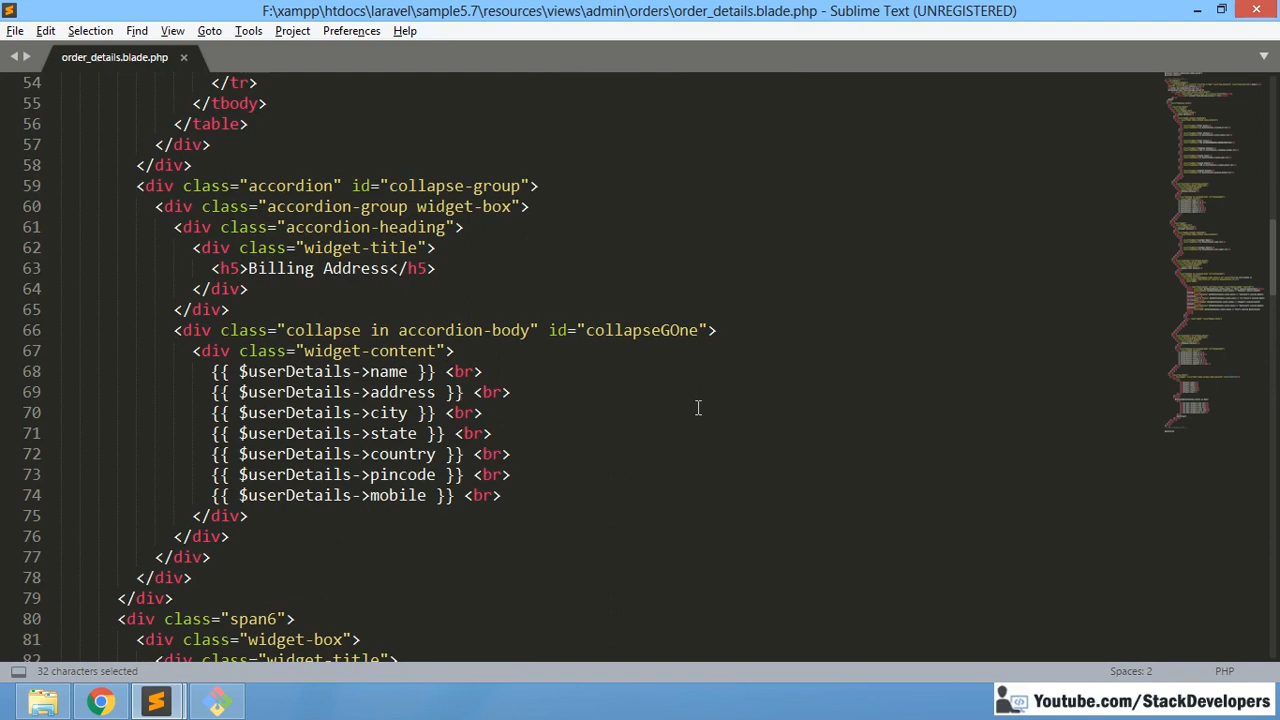 F:\xampp\htdocs\laravel\sample5.7\resources\views\admin\orders\order_details.blade.php - Sublime Text (UNREGISTERED)
File Edit Selection Find View Goto Tools Project Preferences Help
order_details.blade.php
54 </tr>
55 </tbody>
56 </table>
57 </div>
58 </div>
59 <div class="accordion" id="collapse-group">
60 <div class="accordion-group widget-box">
61 <div class="accordion-heading">
62 <div class="widget-title">
63 <h5>Billing Address</h5>
64 </div>
65 </div>
66 <div class="collapse in accordion-body" id="collapseGOne">
67 <div class="widget-content">
68 {{ $userDetails->name }} <br>
69 {{ $userDetails->address }} <br>
70 {{ $userDetails->city }} <br>
71 {{ $userDetails->state }} <br>
72 {{ $userDetails->country }} <br>
73 {{ $userDetails->pincode }} <br>
74 {{ $userDetails->mobile }} <br>
75 </div>
76 </div>
77 </div>
78 </div>
79 </div>
80 <div class="span6">
81 <div class="widget-box">
82 <div class="widget-title">
32 characters selected Spaces: 2 PHP
Youtube.com/StackDevelopers